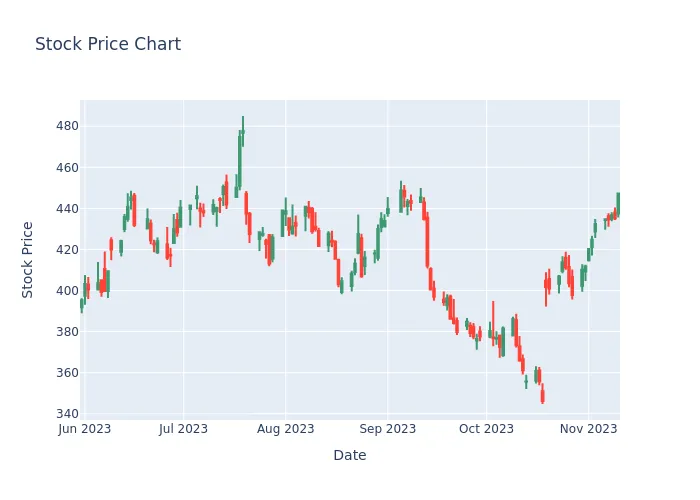 Stock Price Chart
Stock Price
480
460
440
420
400
380
360
340
Jun 2023
Jul 2023
Aug 2023
Sep 2023
Oct 2023
Nov 2023
Date